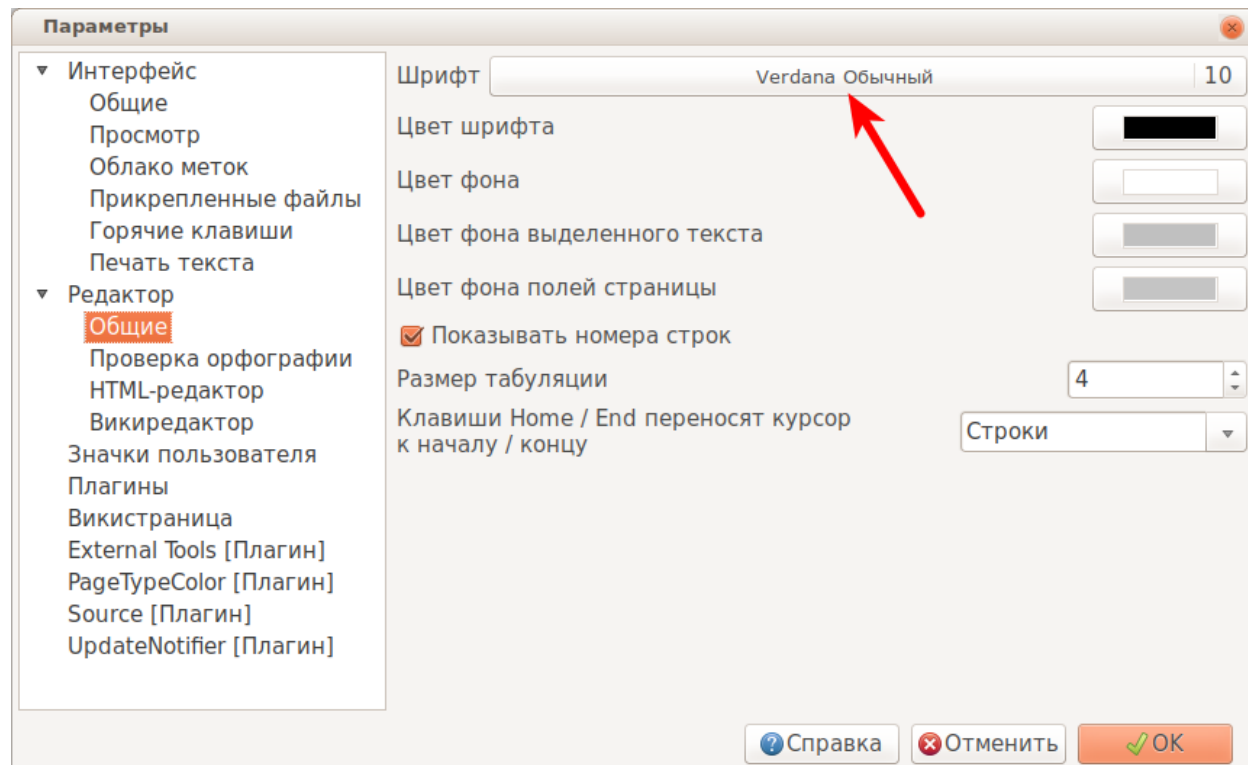 Параметры
Интерфейс
Общие
Просмотр
Облако меток
Прикрепленные файлы
Горячие клавиши
Печать текста
Редактор
Общие
Проверка орфографии
HTML-редактор
Викиредактор
Значки пользователя
Плагины
Викистраница
External Tools [Плагин]
PageTypeColor [Плагин]
Source [Плагин]
UpdateNotifier [Плагин]
Шрифт Verdana Обычный 10
Цвет шрифта
Цвет фона
Цвет фона выделенного текста
Цвет фона полей страницы
Показывать номера строк
Размер табуляции 4
Клавиши Home / End переносят курсор
к началу / концу Строки
Справка Отменить OK